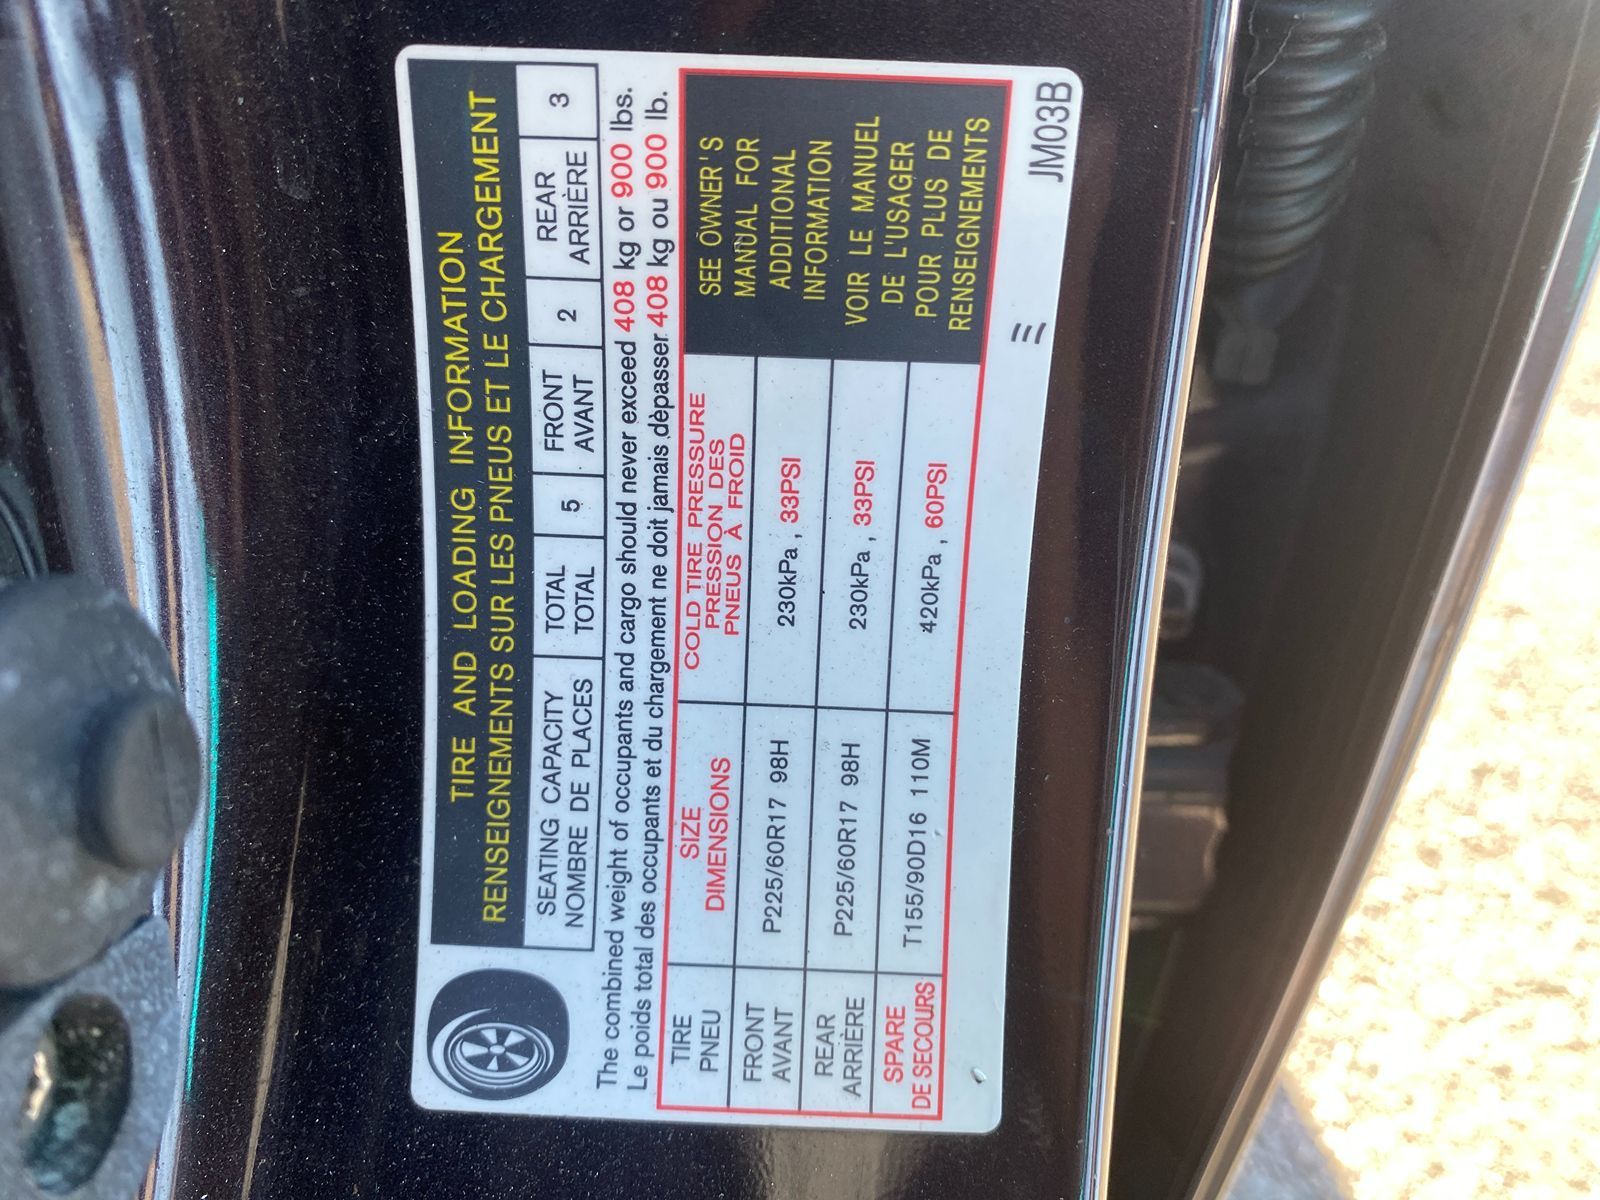 TIRE AND LOADING INFORMATION
RENSEIGNEMENTS SUR LES PNEUS ET LE CHARGEMENT
SEATING CAPACITY TOTAL 5 FRONT 2 REAR 3
NOMBRE DE PLACES TOTAL AVANT ARRIÈRE
The combined weight of occupants and cargo should never exceed 408 kg or 900 lbs.
Le poids total des occupants et du chargement ne doit jamais dépasser 408 kg ou 900 lb.
TIRE
PNEU
SIZE
DIMENSIONS
COLD TIRE PRESSURE
PRESSION DES
PNEUS À FROID
FRONT
AVANT
P225/60R17 98H
230kPa , 33PSI
REAR
ARRIÈRE
P225/60R17 98H
230kPa , 33PSI
SPARE
DE SECOURS
T155/90D16 110M
420kPa , 60PSI
SEE OWNER'S
MANUAL FOR
ADDITIONAL
INFORMATION
VOIR LE MANUEL
DE L'USAGER
POUR PLUS DE
RENSEIGNEMENTS
JM03B